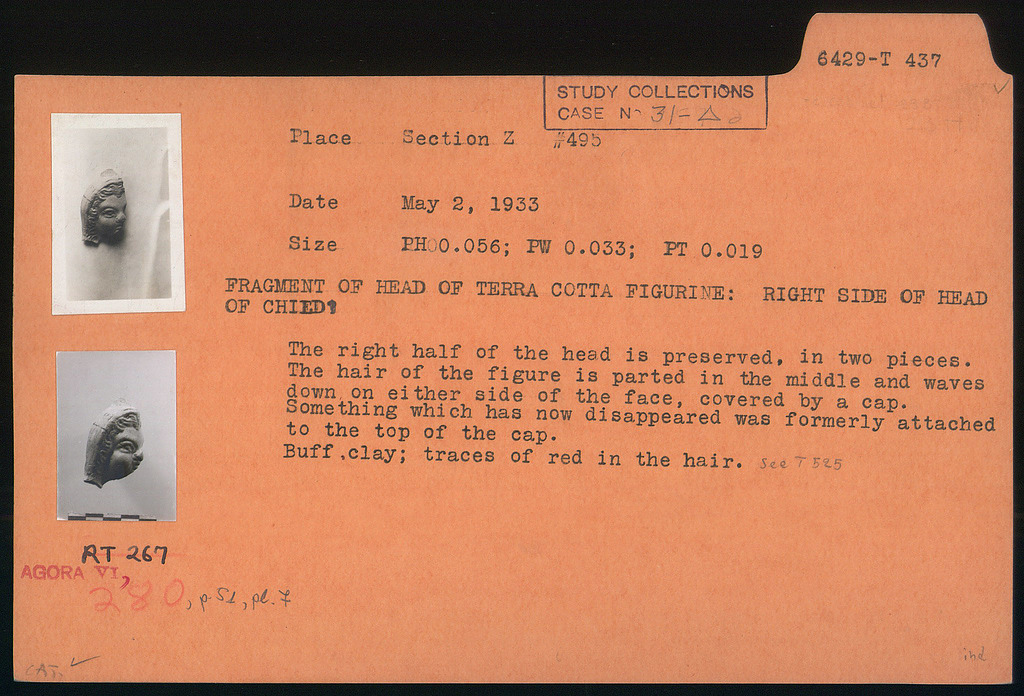 6429-T 437
STUDY COLLECTIONS
CASE No 31-Δ
Place Section Z #495
Date May 2, 1933
Size PH 0.056; PW 0.033; PT 0.019
FRAGMENT OF HEAD OF TERRA COTTA FIGURINE: RIGHT SIDE OF HEAD
OF
The right half of the head is preserved, in two pieces.
The hair of the figure is parted in the middle and waves
down on either side of the face, covered by a cap.
Something which has now disappeared was formerly attached
to the top of the cap.
Buff clay; traces of red in the hair. See T 525
AT 267
AGORA VI,
280, p. 51, pl. 7
CAT. ✓
ind